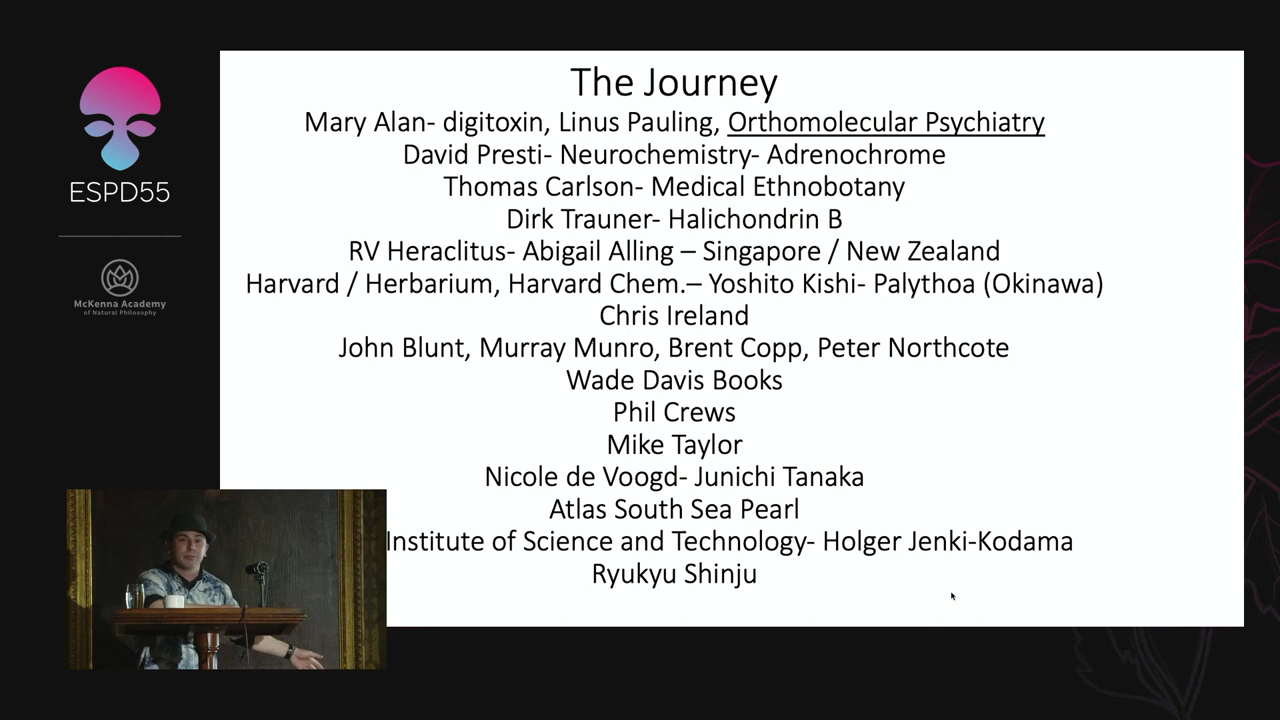 ESPD55
McKenna Academy
of Natural Philosophy
The Journey
Mary Alan- digitoxin, Linus Pauling, Orthomolecular Psychiatry
David Presti- Neurochemistry- Adrenochrome
Thomas Carlson- Medical Ethnobotany
Dirk Trauner- Halichondrin B
RV Heraclitus- Abigail Alling – Singapore / New Zealand
Harvard / Herbarium, Harvard Chem.– Yoshito Kishi- Palythoa (Okinawa)
Chris Ireland
John Blunt, Murray Munro, Brent Copp, Peter Northcote
Wade Davis Books
Phil Crews
Mike Taylor
Nicole de Voogd- Junichi Tanaka
Atlas South Sea Pearl
Institute of Science and Technology- Holger Jenki-Kodama
Ryukyu Shinju